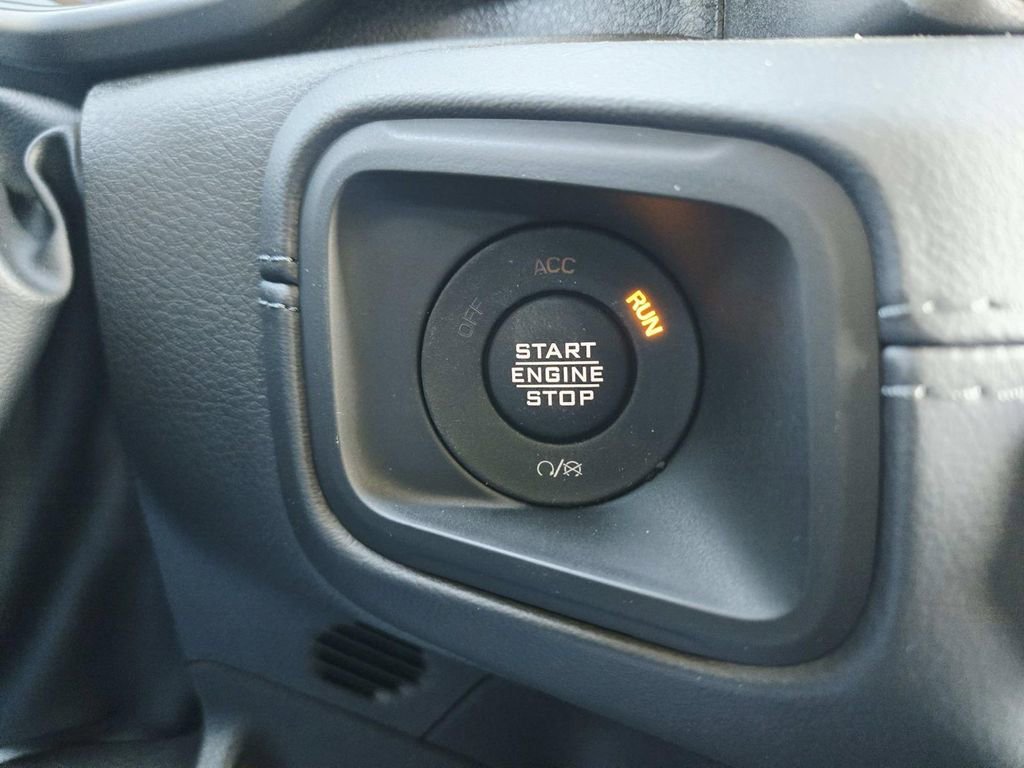 ACC
OFF
RUN
START
ENGINE
STOP